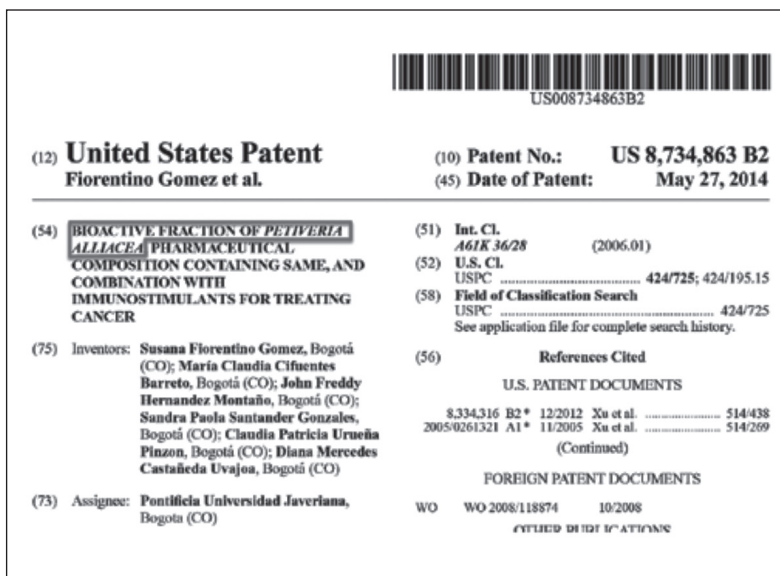 US008734863B2
(12) United States Patent
Fiorentino Gomez et al.
(10) Patent No.: US 8,734,863 B2
(45) Date of Patent: May 27, 2014
(54) BIOACTIVE FRACTION OF PETIVERIA
ALLIACEA PHARMACEUTICAL
COMPOSITION CONTAINING SAME, AND
COMBINATION WITH
IMMUNOSTIMULANTS FOR TREATING
CANCER
(75) Inventors: Susana Fiorentino Gomez, Bogotá
(CO); María Claudia Cifuentes
Barreto, Bogotá (CO); John Freddy
Hernandez Montaño, Bogotá (CO);
Sandra Paola Santander Gonzales,
Bogotá (CO); Claudia Patricia Urueña
Pinzon, Bogotá (CO); Diana Mercedes
Castañeda Uvajoa, Bogotá (CO)
(73) Assignee: Pontificia Universidad Javeriana,
Bogota (CO)
(51) Int. Cl.
A61K 36/28 (2006.01)
(52) U.S. Cl.
USPC .......................... 424/725; 424/195.15
(58) Field of Classification Search
USPC .................................................. 424/725
See application file for complete search history.
(56) References Cited
U.S. PATENT DOCUMENTS
8,334,316 B2* 12/2012 Xu et al. ..................... 514/438
2005/0261321 A1* 11/2005 Xu et al. ..................... 514/269
(Continued)
FOREIGN PATENT DOCUMENTS
WO WO 2008/118874 10/2008
OTHER PUBLICATIONS